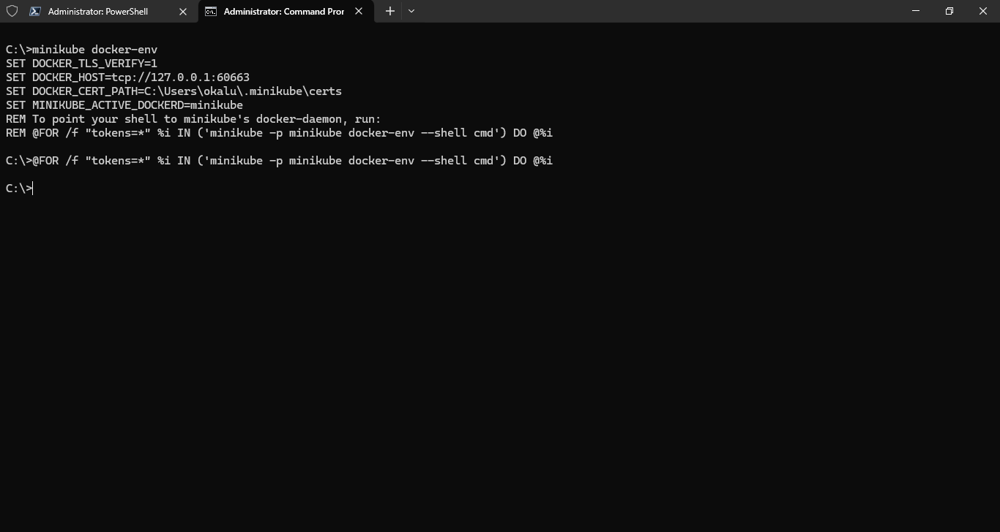 Administrator: PowerShell
Administrator: Command Pror
C:\>minikube docker-env
SET DOCKER_TLS_VERIFY=1
SET DOCKER_HOST=tcp://127.0.0.1:60663
SET DOCKER_CERT_PATH=C:\Users\okalu\.minikube\certs
SET MINIKUBE_ACTIVE_DOCKERD=minikube
REM To point your shell to minikube's docker-daemon, run:
REM @FOR /f "tokens=*" %i IN ('minikube -p minikube docker-env --shell cmd') DO @%i
C:\>@FOR /f "tokens=*" %i IN ('minikube -p minikube docker-env --shell cmd') DO @%i
C:\>